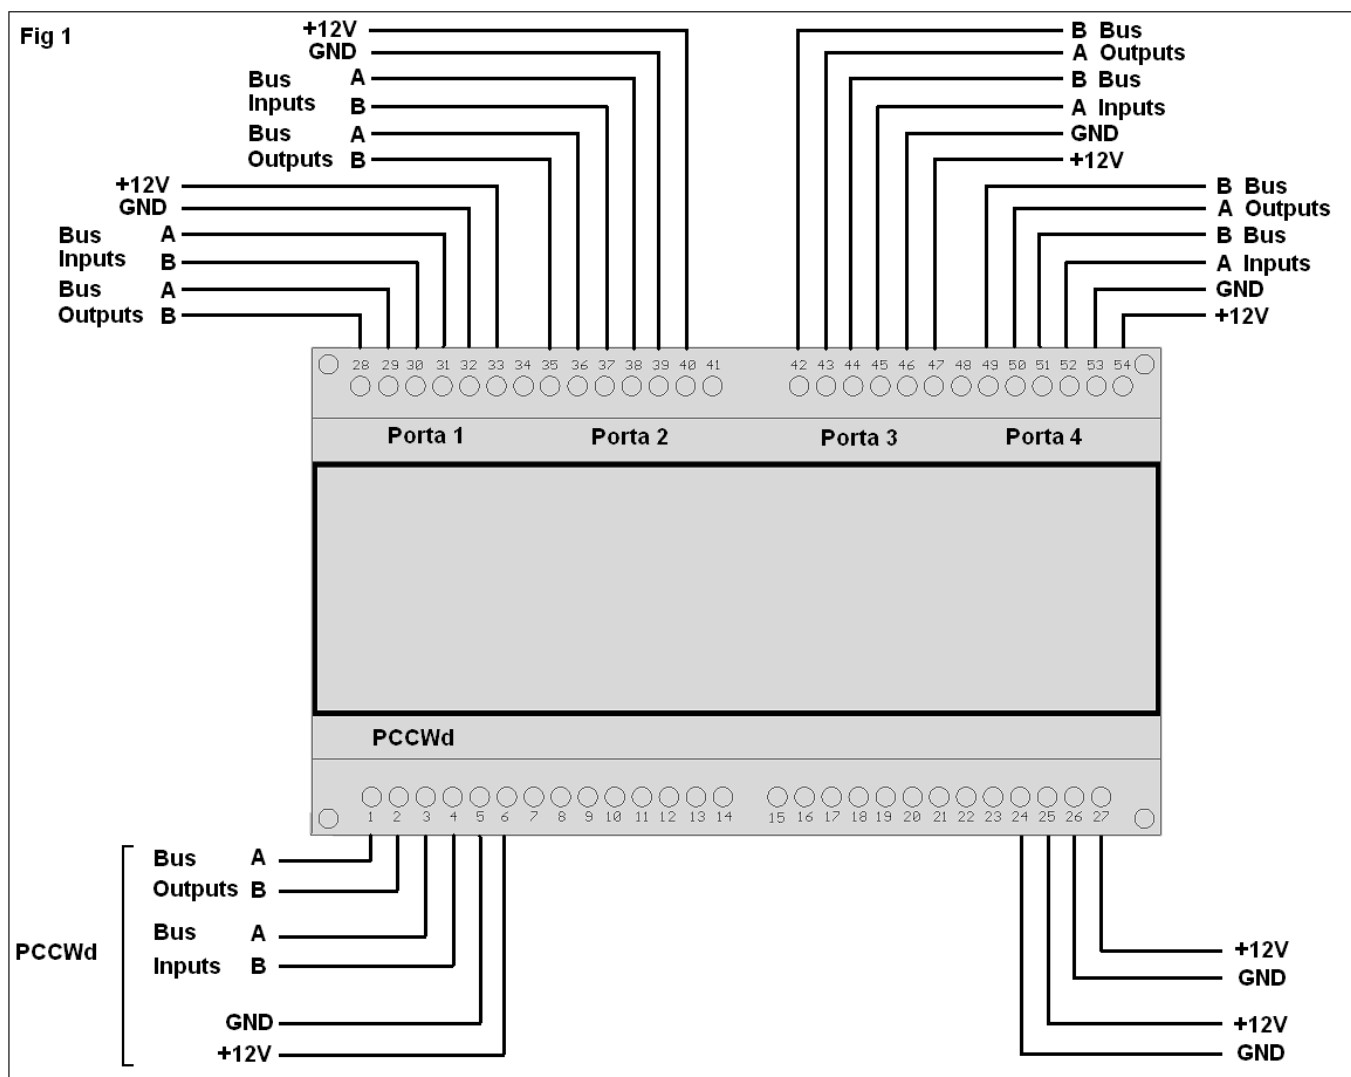 Fig 1
+12V
GND
Bus A
Inputs B
Bus A
Outputs B
+12V
GND
Bus A
Inputs B
Bus A
Outputs B
B Bus
A Outputs
B Bus
A Inputs
GND
+12V
B Bus
A Outputs
B Bus
A Inputs
GND
+12V
28 29 30 31 32 33 34 35 36 37 38 39 40 41 42 43 44 45 46 47 48 49 50 51 52 53 54
Porta 1 Porta 2 Porta 3 Porta 4
PCCWd
1 2 3 4 5 6 7 8 9 10 11 12 13 14 15 16 17 18 19 20 21 22 23 24 25 26 27
PCCWd
Bus A
Outputs B
Bus A
Inputs B
GND
+12V
+12V
GND
+12V
GND